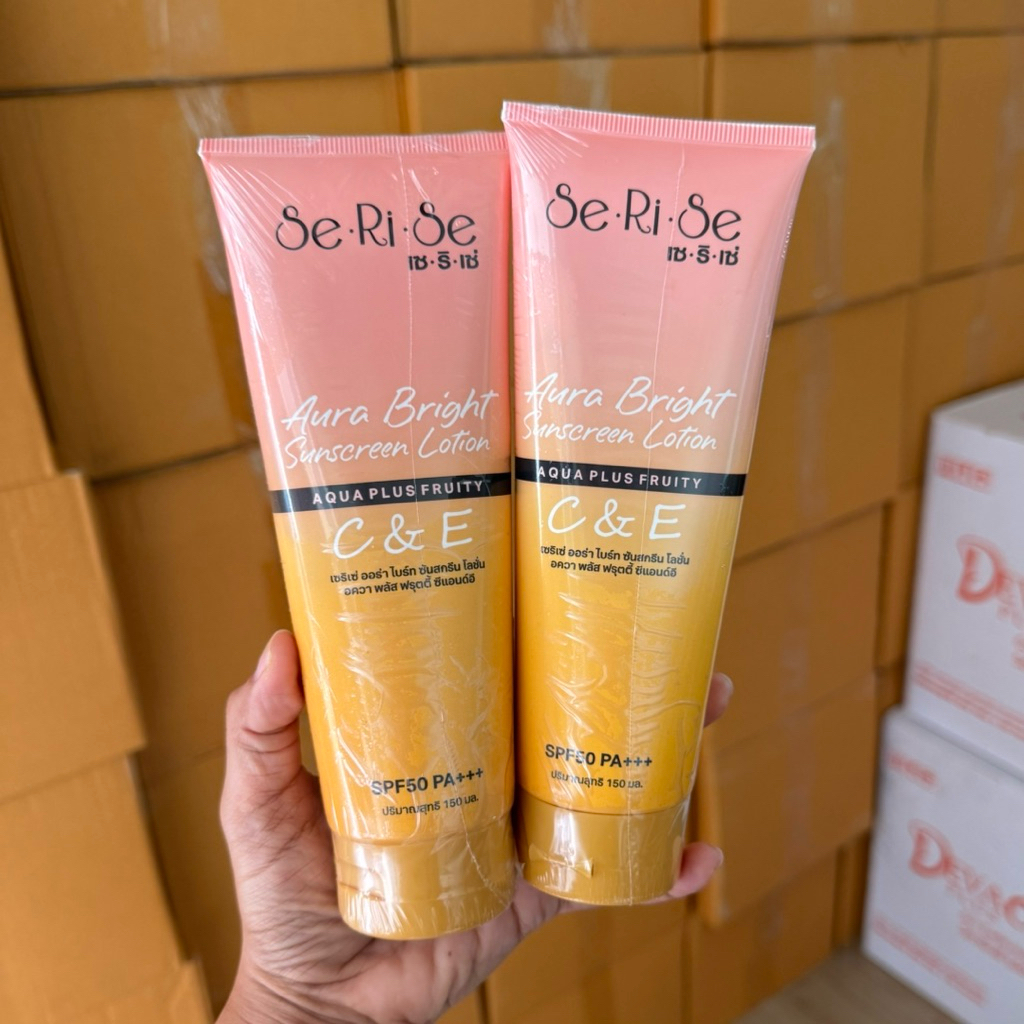 Se·Ri·Se
เซ·ริ·เซ่
Aura Bright
Sunscreen Lotion
AQUA PLUS FRUITY
C & E
เซริเซ่ ออร่า ไบร์ท ซันสกรีน โลชั่น
อควา พลัส ฟรุตตี้ ซีแอนด์อี
SPF50 PA+++
ปริมาณสุทธิ 150 มล.
Se·Ri·Se
เซ·ริ·เซ่
Aura Bright
Sunscreen Lotion
AQUA PLUS FRUITY
C & E
เซริเซ่ ออร่า ไบร์ท ซันสกรีน โลชั่น
อควา พลัส ฟรุตตี้ ซีแอนด์อี
SPF50 PA+++
ปริมาณสุทธิ 150 มล.